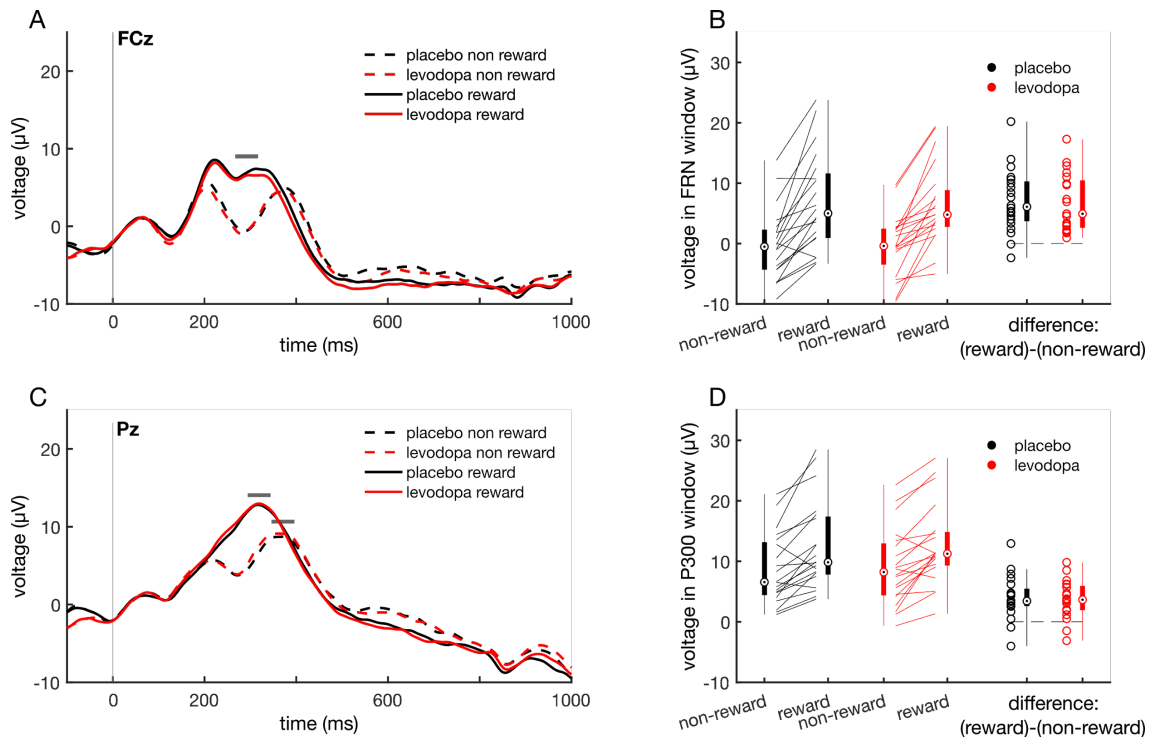 A
FCz
placebo non reward
levodopa non reward
placebo reward
levodopa reward
voltage (µV)
20
10
0
-10
0
200
600
1000
time (ms)
B
placebo
levodopa
voltage in FRN window (µV)
30
20
10
0
-10
non-reward
reward
non-reward
reward
difference:
(reward)-(non-reward)
C
Pz
placebo non reward
levodopa non reward
placebo reward
levodopa reward
voltage (µV)
20
10
0
-10
0
200
600
1000
time (ms)
D
placebo
levodopa
voltage in P300 window (µV)
30
20
10
0
-10
non-reward
reward
non-reward
reward
difference:
(reward)-(non-reward)